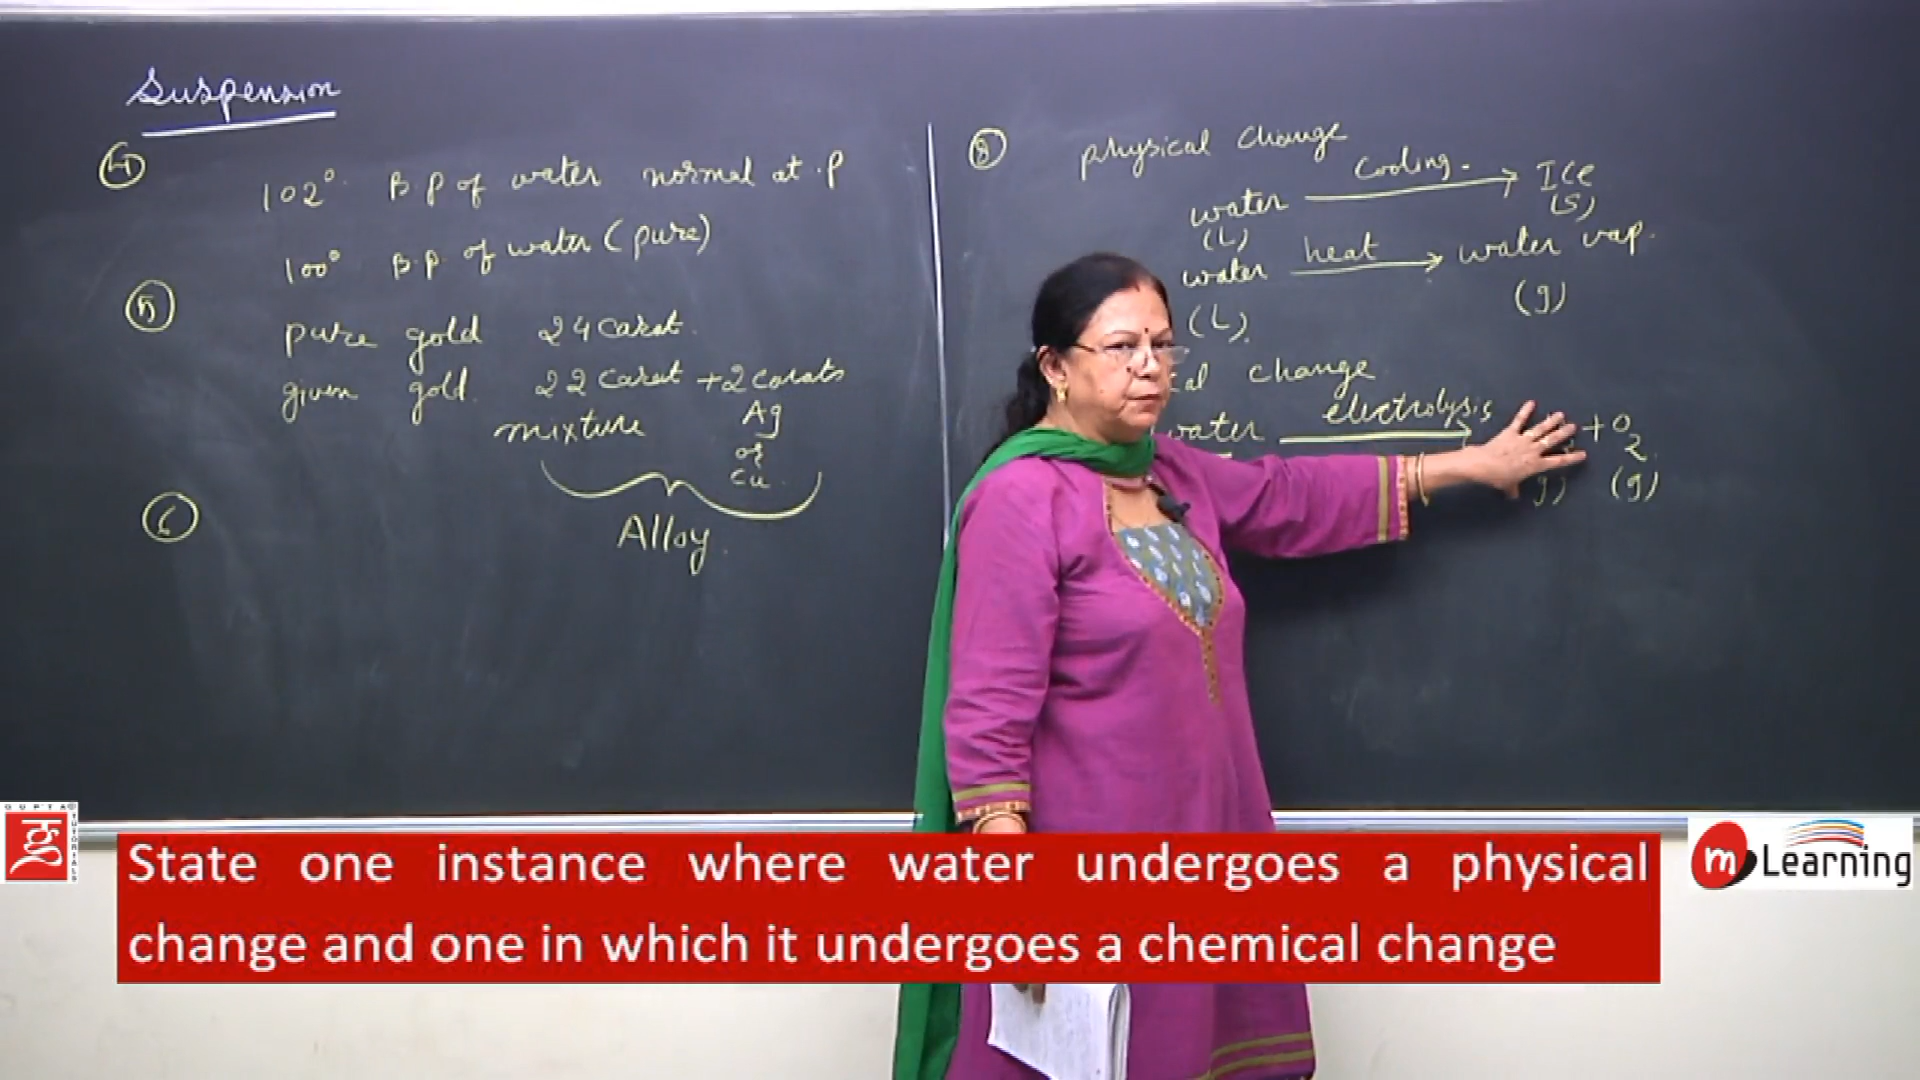 Suspension
4
102° B.P of water normal at.P
100° B.P. of water (pure)
5
pure gold 24 carat.
given gold. 22 carat + 2 carats
mixture Ag
or
Cu
Alloy
6
8 physical change
water cooling → Ice
(L) (S)
water heat → water vap.
(L) (g)
cal change
water electrolysis → + O2
g) (g)
GUPTA TUTORIALS
State one instance where water undergoes a physical
change and one in which it undergoes a chemical change
m Learning